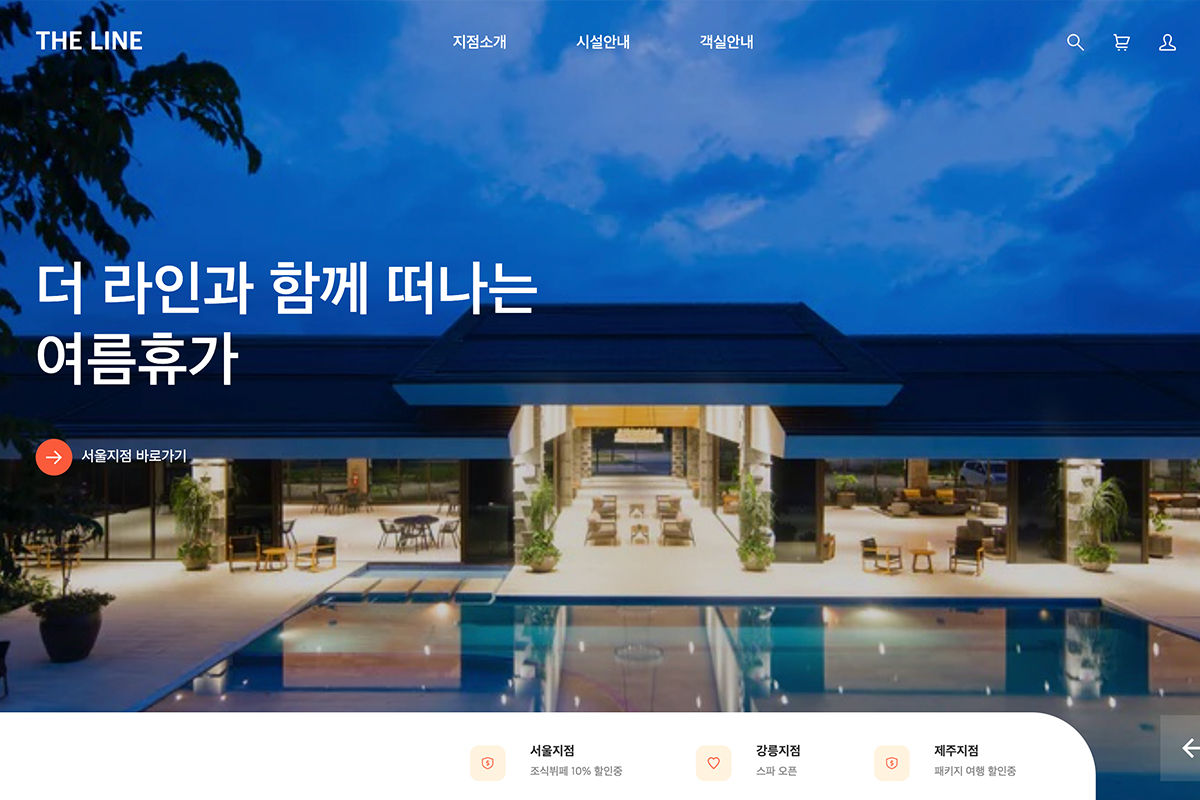 THE LINE
지점소개
시설안내
객실안내
더 라인과 함께 떠나는
여름휴가
서울지점 바로가기
서울지점
조식뷔페 10% 할인중
강릉지점
스파 오픈
제주지점
패키지 여행 할인중